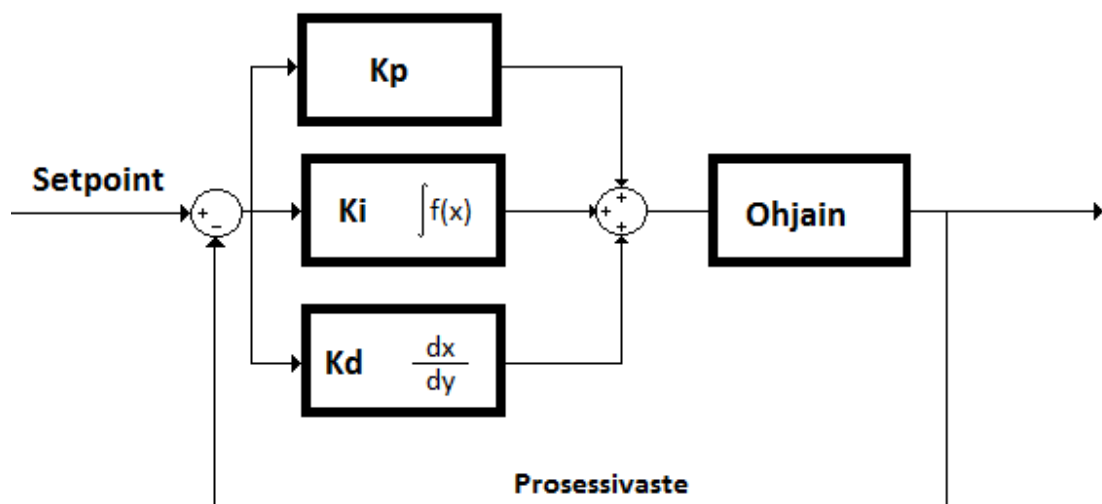 Kp
Setpoint
+
−
Ki ∫f(x)
+
+
+
Ohjain
Kd dx
dy
Prosessivaste